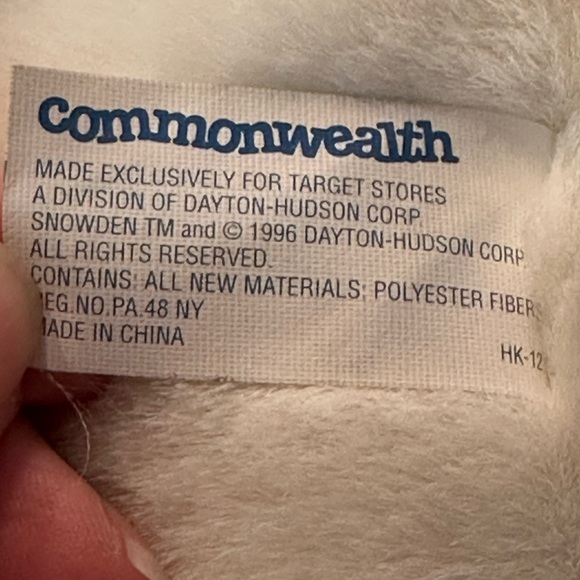 commonwealth
MADE EXCLUSIVELY FOR TARGET STORES
A DIVISION OF DAYTON-HUDSON CORP.
SNOWDEN TM and © 1996 DAYTON-HUDSON CORP.
ALL RIGHTS RESERVED.
CONTAINS: ALL NEW MATERIALS: POLYESTER FIBERS
EG.NO.PA.48 NY
ADE IN CHINA
HK-12